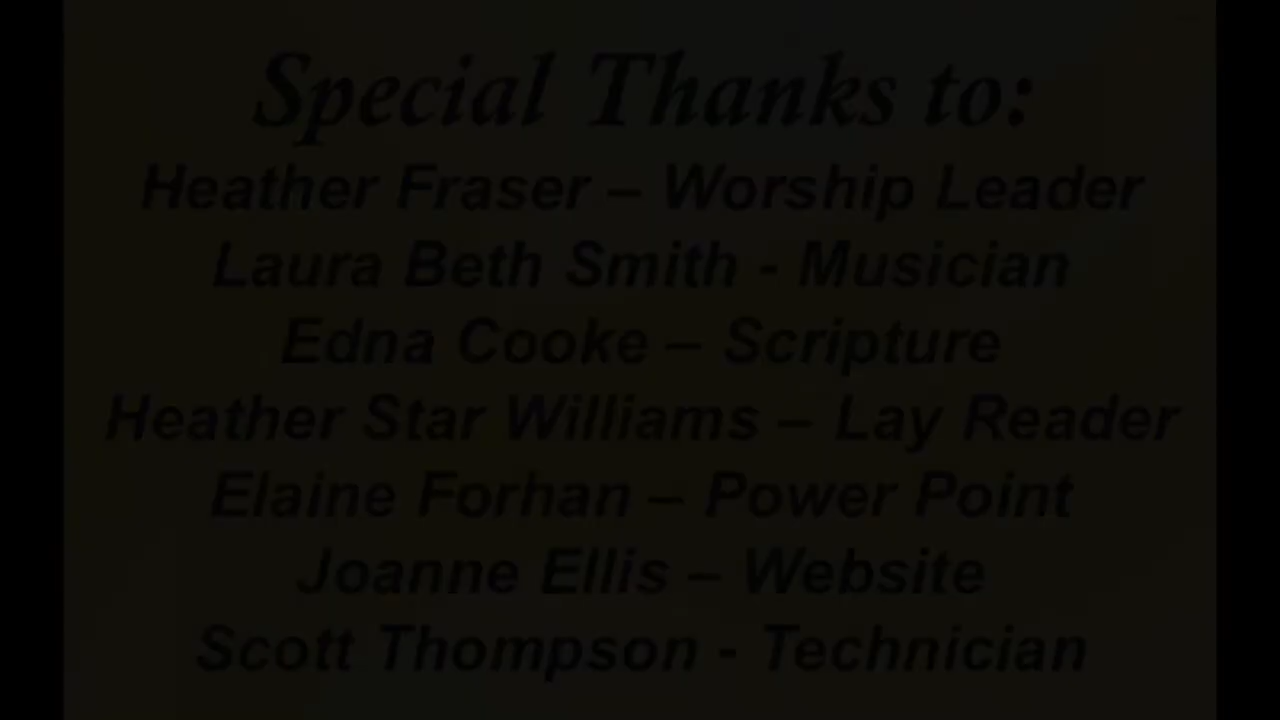 Special Thanks to:
Heather Fraser – Worship Leader
Laura Beth Smith - Musician
Edna Cooke – Scripture
Heather Star Williams – Lay Reader
Elaine Forhan – Power Point
Joanne Ellis – Website
Scott Thompson - Technician